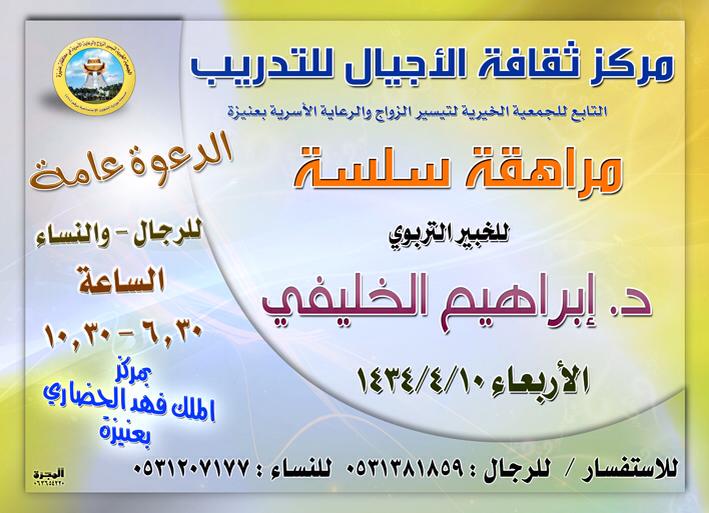 مركز ثقافة الأجيال للتدريب
التابع للجمعية الخيرية لتيسير الزواج والرعاية الأسرية بعنيزة
مراهقة سلسة
للخبير التربوي
د. إبراهيم الخليفي
الأربعاء ١٤٣٤/٤/١٠
الدعوة عامة
للرجال - والنساء
الساعة
٦,٣٠ - ١٠,٣٠
بمركز
الملك فهد الحضاري
بعنيزة
للاستفسار / للرجال : ٠٥٣١٣٨١٨٥٩ للنساء : ٠٥٣١٢٠٧١٧٧
المجرة
٠٦٣٦٥٤٢٢٠